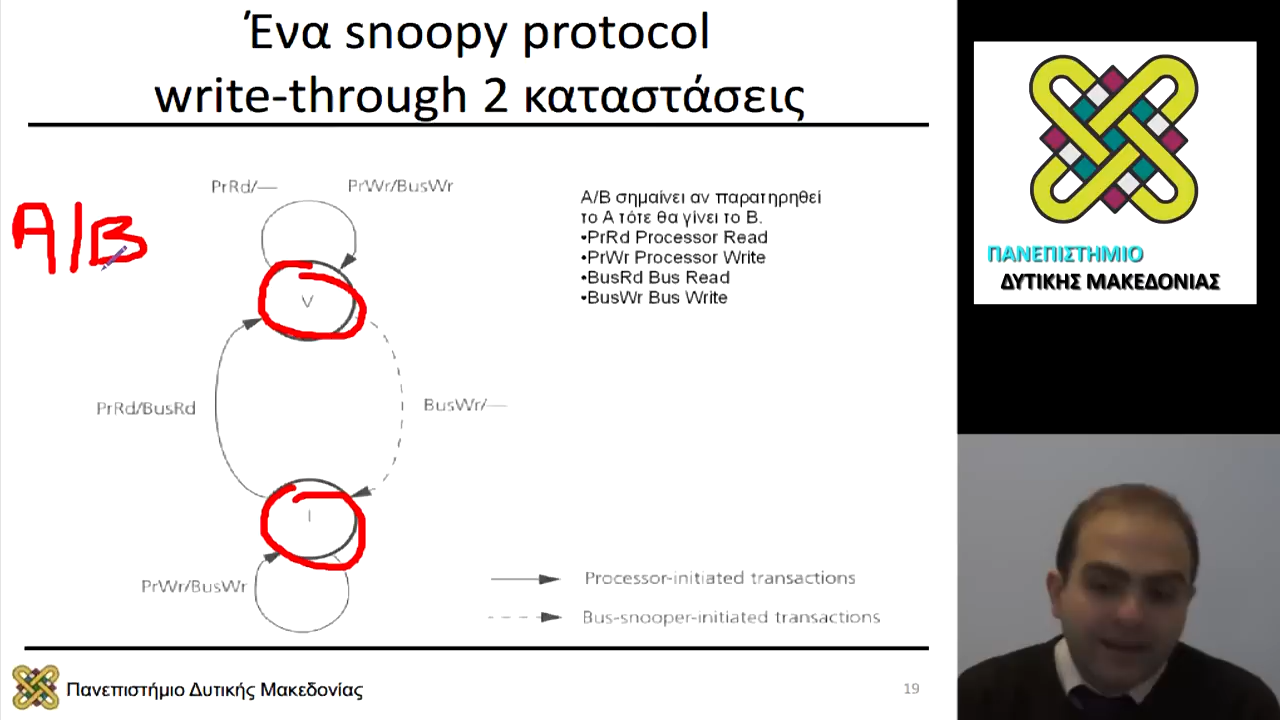 Ένα snoopy protocol
write-through 2 καταστάσεις
PrRd/—
PrWr/BusWr
A/B
V
PrRd/BusRd
BusWr/—
I
PrWr/BusWr
A/B σημαίνει αν παρατηρηθεί
το A τότε θα γίνει το B.
•PrRd Processor Read
•PrWr Processor Write
•BusRd Bus Read
•BusWr Bus Write
Processor-initiated transactions
Bus-snooper-initiated transactions
Πανεπιστήμιο Δυτικής Μακεδονίας
19
ΠΑΝΕΠΙΣΤΗΜΙΟ
ΔΥΤΙΚΗΣ ΜΑΚΕΔΟΝΙΑΣ